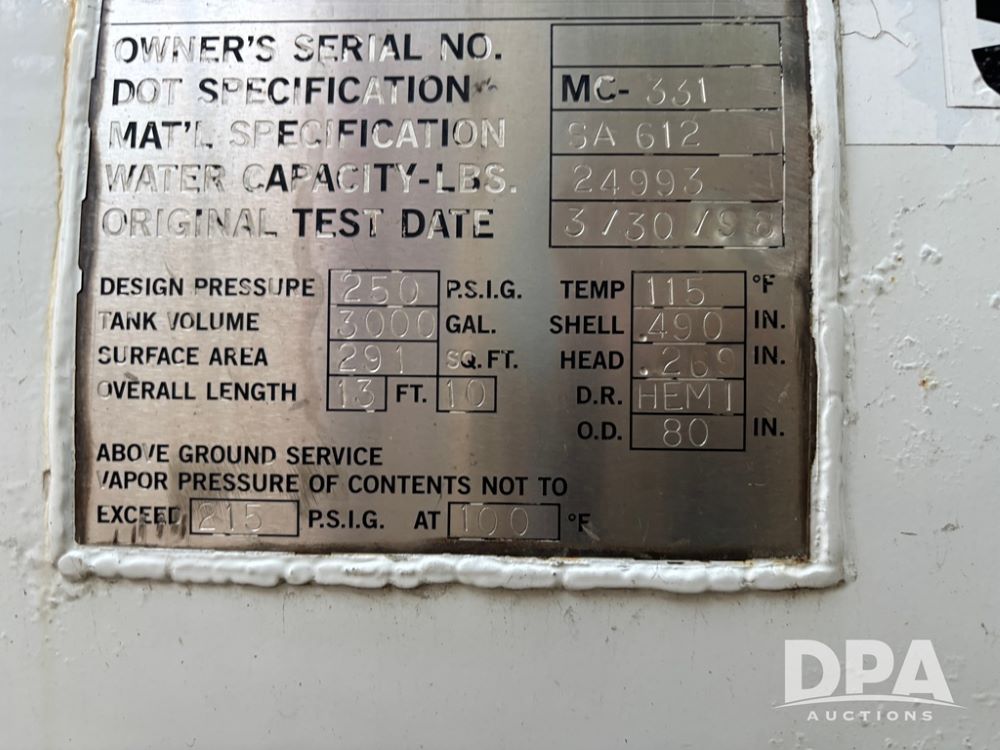 OWNER'S SERIAL NO.
DOT SPECIFICATION MC- 331
MAT'L SPECIFICATION SA 612
WATER CAPACITY-LBS. 24993
ORIGINAL TEST DATE 3/30/98
DESIGN PRESSURE 250 P.S.I.G. TEMP 115 °F
TANK VOLUME 3000 GAL. SHELL .490 IN.
SURFACE AREA 291 SQ.FT. HEAD .269 IN.
OVERALL LENGTH 13 FT. 10 D.R. HEMI
O.D. 80 IN.
ABOVE GROUND SERVICE
VAPOR PRESSURE OF CONTENTS NOT TO
EXCEED 215 P.S.I.G. AT 100 °F
DPA
AUCTIONS